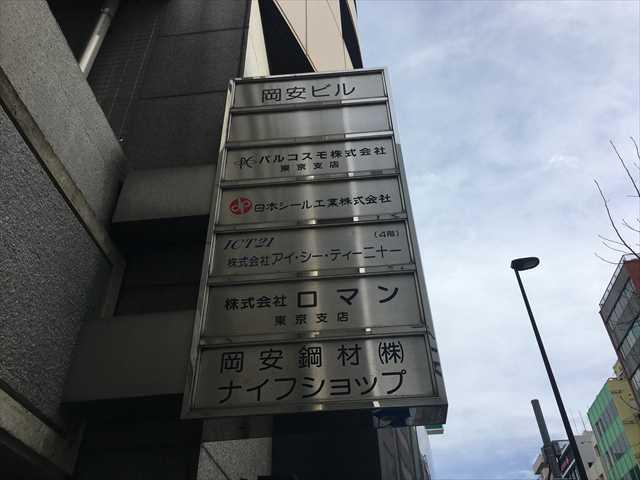 岡安ビル
パルコスモ株式会社
東京支店
日本シール工業株式会社
ICT21 (4階)
株式会社アイ・シー・ティーニ十一
株式会社 ロマン
東京支店
岡安鋼材㈱
ナイフショップ